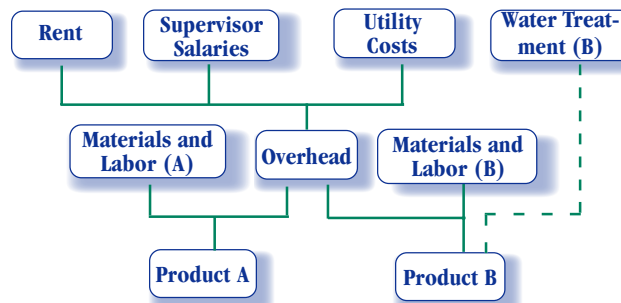 Rent
Supervisor
Salaries
Utility
Costs
Water Treat-
ment (B)
Materials and
Labor (A)
Overhead
Materials and
Labor (B)
Product A
Product B